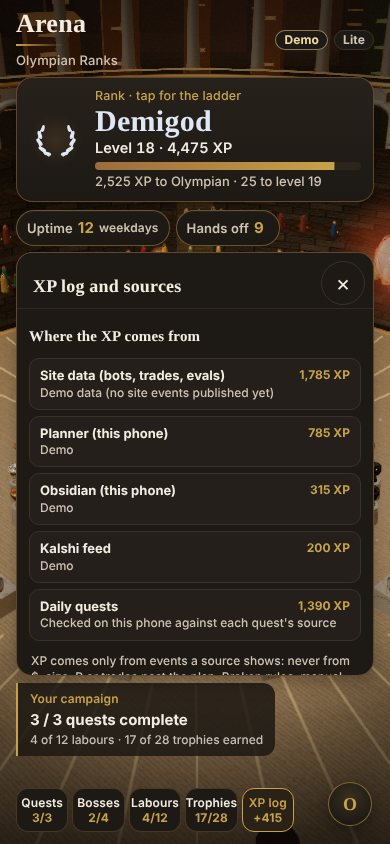 Arena
Olympian Ranks
Demo
Lite
Rank · tap for the ladder
Demigod
Level 18 · 4,475 XP
2,525 XP to Olympian · 25 to level 19
Uptime 12 weekdays
Hands off 9
XP log and sources
×
Where the XP comes from
Site data (bots, trades, evals) 1,785 XP
Demo data (no site events published yet)
Planner (this phone) 785 XP
Demo
Obsidian (this phone) 315 XP
Demo
Kalshi feed 200 XP
Demo
Daily quests 1,390 XP
Checked on this phone against each quest's source
XP comes only from events a source shows: never from
Your campaign
3 / 3 quests complete
4 of 12 labours · 17 of 28 trophies earned
Quests Bosses Labours Trophies XP log
3/3 2/4 4/12 17/28 +415
O